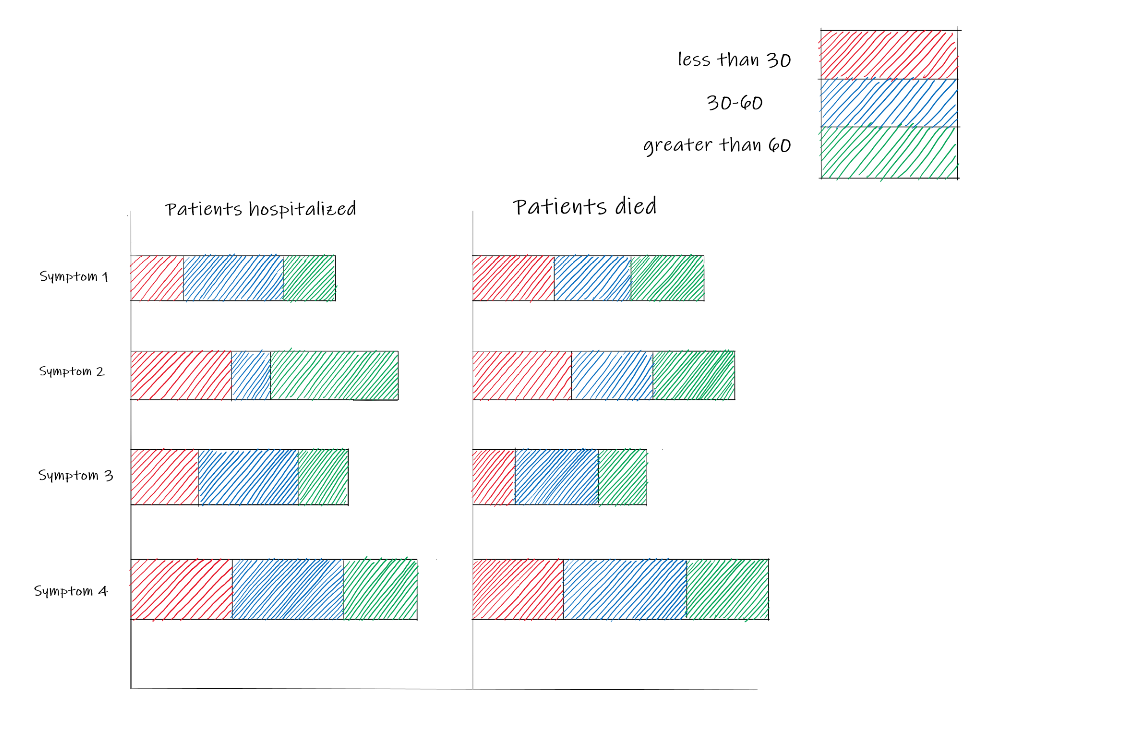 less than 30
30-60
greater than 60
Patients hospitalized
Patients died
Symptom 1
Symptom 2
Symptom 3
Symptom 4